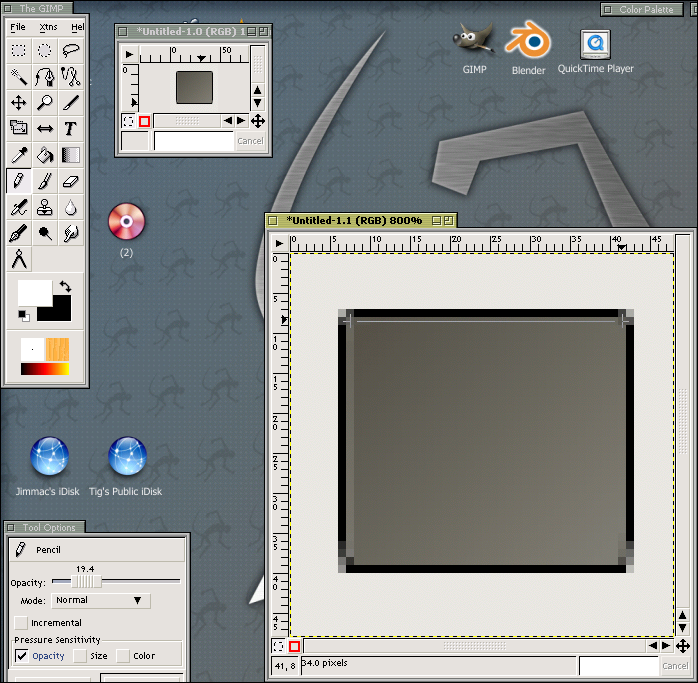 The GIMP
File Xtns Hel
*Untitled-1.0 (RGB) 1
0 50
0
Cancel
Color Palette
GIMP
Blender
QuickTime Player
(2)
*Untitled-1.1 (RGB) 800%
0 5 10 15 20 25 30 35 40 45
0
5
10
15
20
25
30
35
40
45
41, 8
34.0 pixels
Cancel
Jimmac's iDisk
Tig's Public iDisk
Tool Options
Pencil
19.4
Opacity:
Mode: Normal
Incremental
Pressure Sensitivity
Opacity Size Color